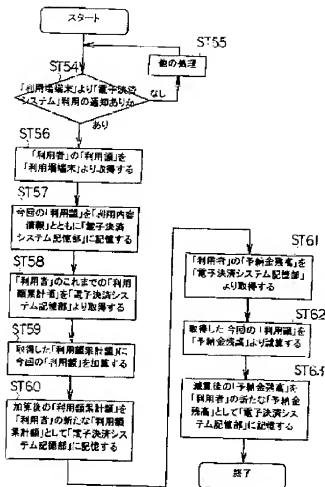 スタート
ST55
他の処理
ST54
「利用場端末」より「電子決済
システム」利用の通知ありか
なし
あり
ST56
「利用者」の「利用額」を
「利用場端末」より取得する
ST57
今回の「利用額」を「利用内容
情報」とともに「電子決済
システム記憶部」に記憶する
ST58
「利用者」のこれまでの「利用
額累計額」を「電子決済シス
テム記憶部」より取得する
ST59
取得した「利用額累計額」に
今回の「利用額」を加算する
ST60
加算後の「利用額累計額」を
「利用者」の新たな「利用額
累計額」として「電子決済シス
テム記憶部」に記憶する
ST61
「利用者」の「予納金残高」を
「電子決済システム記憶部」
より取得する
ST62
取得した今回の「利用額」を
「予納金残高」より減算する
ST63
減算後の「予納金残高」を
「利用者」の新たな「予納金
残高」として「電子決済シス
テム記憶部」に記憶する
終了